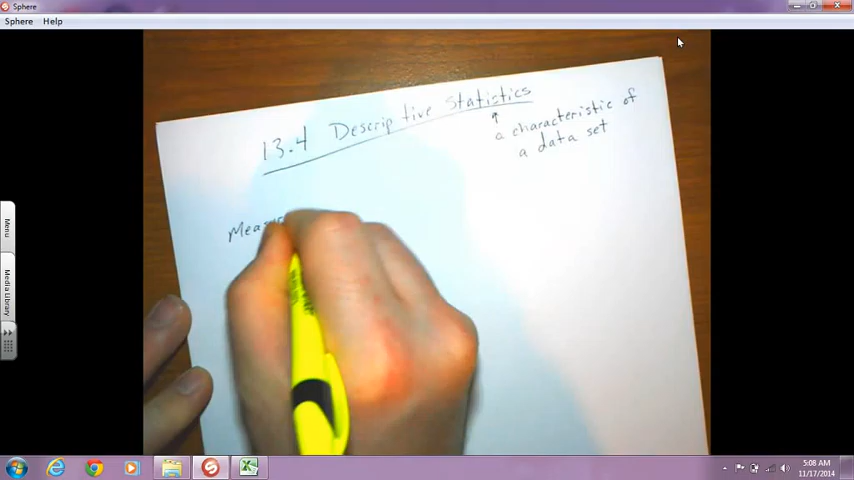 Sphere
Sphere Help
13.4 Descriptive Statistics
a characteristic of
a data set
Menu
Media Library
5:08 AM
11/17/2014